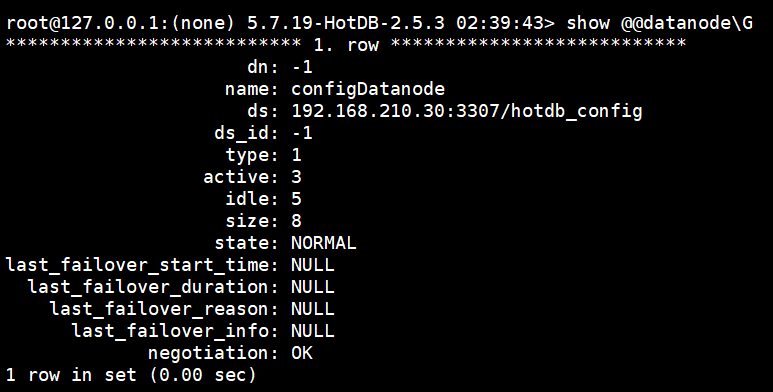 root@127.0.0.1:(none) 5.7.19-HotDB-2.5.3 02:39:43> show @@datanode\G
*************************** 1. row ***************************
dn: -1
name: configDatanode
ds: 192.168.210.30:3307/hotdb_config
ds_id: -1
type: 1
active: 3
idle: 5
size: 8
state: NORMAL
last_failover_start_time: NULL
last_failover_duration: NULL
last_failover_reason: NULL
last_failover_info: NULL
negotiation: OK
1 row in set (0.00 sec)